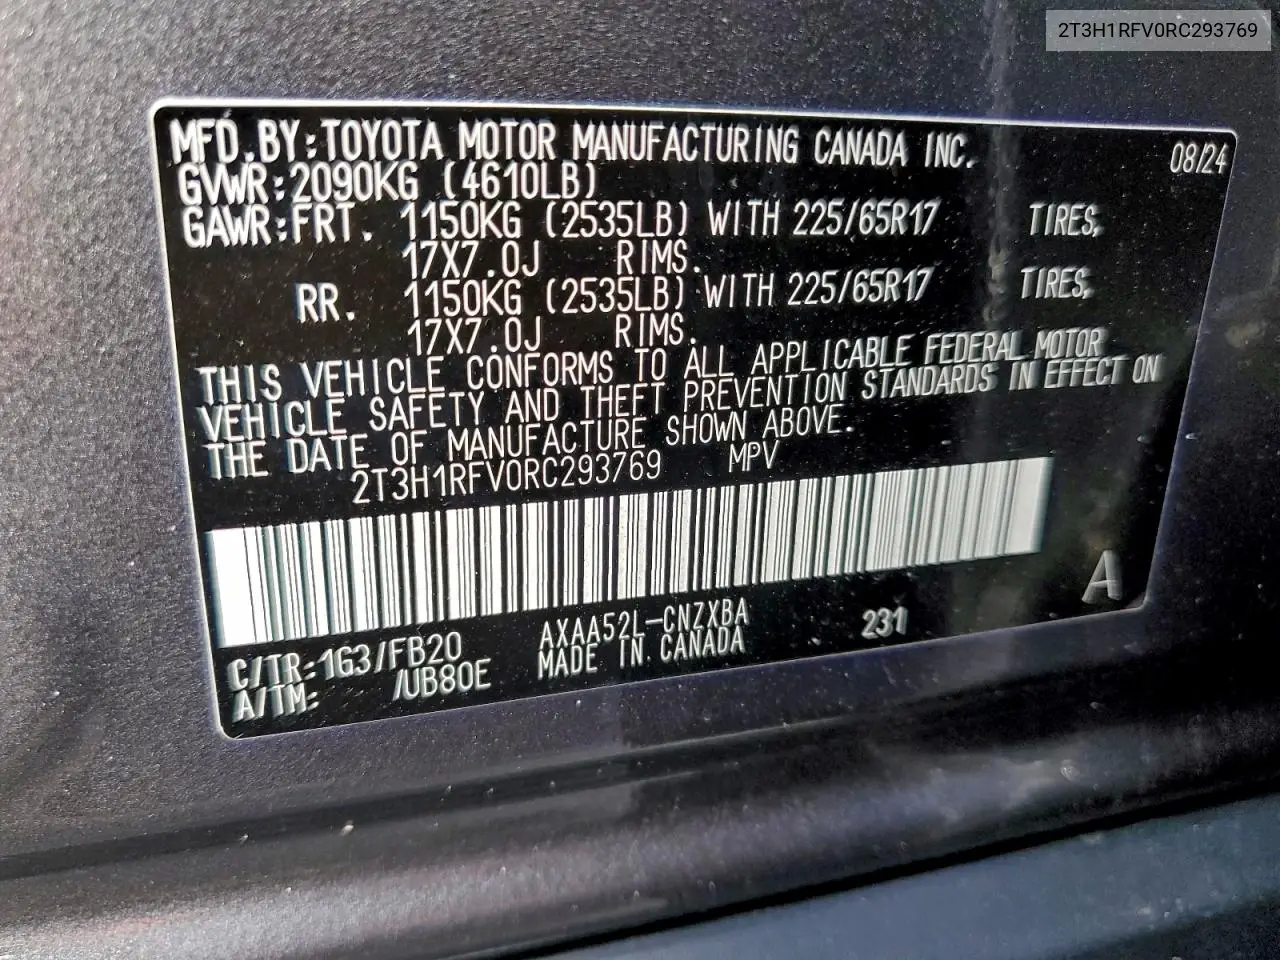 2T3H1RFV0RC293769
MFD.BY:TOYOTA MOTOR MANUFACTURING CANADA INC. 08/24
GVWR:2090KG (4610LB)
GAWR:FRT. 1150KG (2535LB) WITH 225/65R17 TIRES,
17X7.0J RIMS.
RR. 1150KG (2535LB) WITH 225/65R17 TIRES,
17X7.0J RIMS.
THIS VEHICLE CONFORMS TO ALL APPLICABLE FEDERAL MOTOR
VEHICLE SAFETY AND THEFT PREVENTION STANDARDS IN EFFECT ON
THE DATE OF MANUFACTURE SHOWN ABOVE.
2T3H1RFV0RC293769 MPV
A
C/TR:1G3/FB20 AXAA52L-CNZXBA 231
A/TM: /UB80E MADE IN CANADA